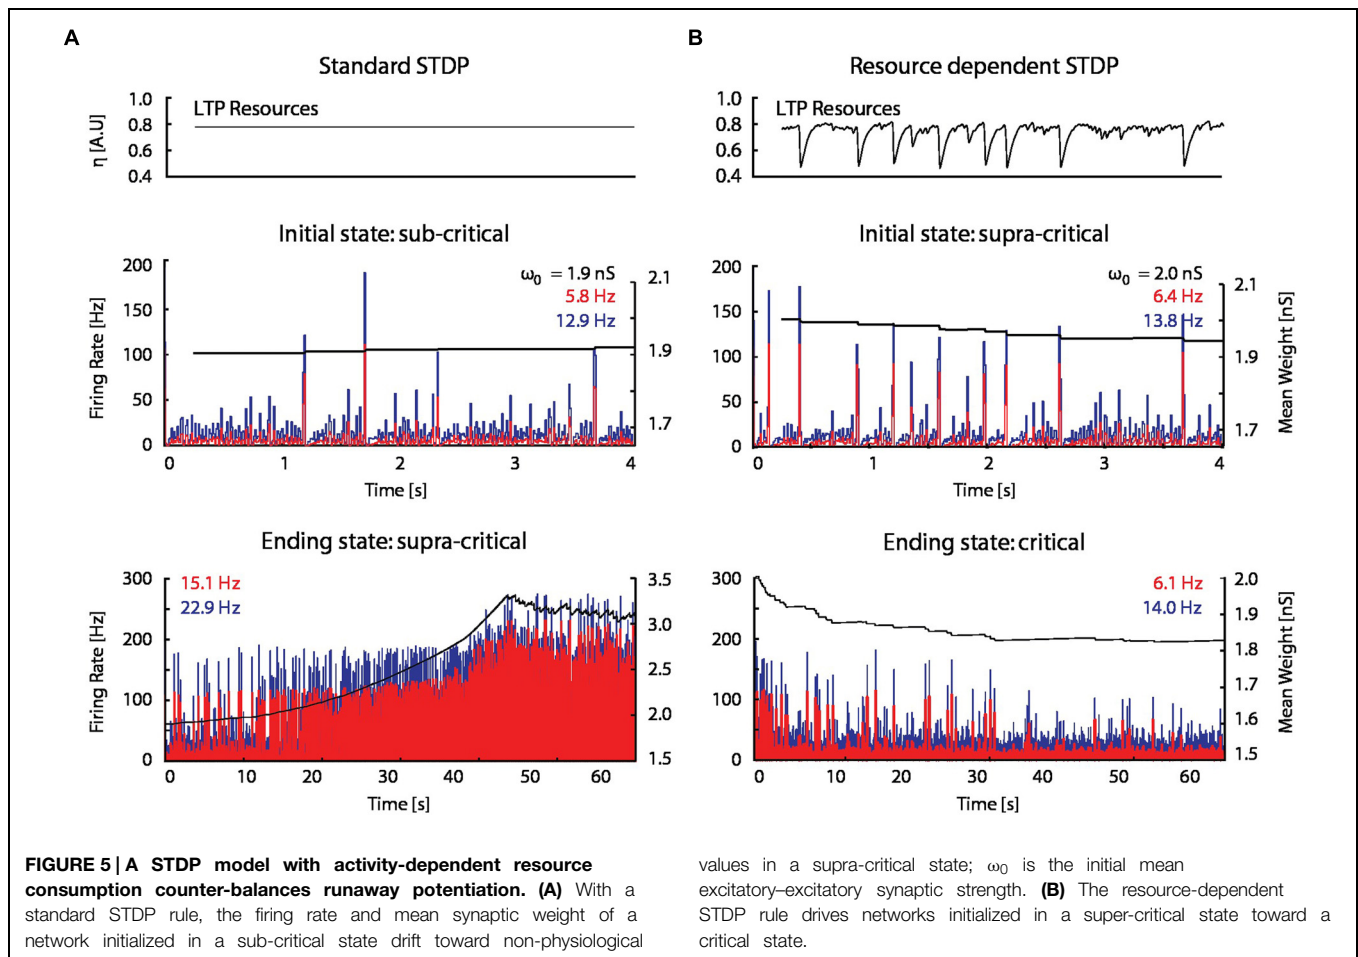 A
Standard STDP
LTP Resources
1.0
0.8
0.6
0.4
η [A.U]
Initial state: sub-critical
ω0 = 1.9 nS
5.8 Hz
12.9 Hz
200
150
100
50
0
Firing Rate [Hz]
2.1
1.9
1.7
0 1 2 3 4
Time [s]
Ending state: supra-critical
15.1 Hz
22.9 Hz
300
200
100
0
Firing Rate [Hz]
3.5
3.0
2.5
2.0
1.5
0 10 20 30 40 50 60
Time [s]
B
Resource dependent STDP
LTP Resources
1.0
0.8
0.6
0.4
Initial state: supra-critical
ω0 = 2.0 nS
6.4 Hz
13.8 Hz
200
150
100
50
0
2.1
1.9
1.7
Mean Weight [nS]
0 1 2 3 4
Time [s]
Ending state: critical
6.1 Hz
14.0 Hz
300
200
100
0
2.0
1.9
1.8
1.7
1.6
1.5
Mean Weight [nS]
0 10 20 30 40 50 60
Time [s]
FIGURE 5 | A STDP model with activity-dependent resource
consumption counter-balances runaway potentiation. (A) With a
standard STDP rule, the firing rate and mean synaptic weight of a
network initialized in a sub-critical state drift toward non-physiological
values in a supra-critical state; ω0 is the initial mean
excitatory–excitatory synaptic strength. (B) The resource-dependent
STDP rule drives networks initialized in a super-critical state toward a
critical state.